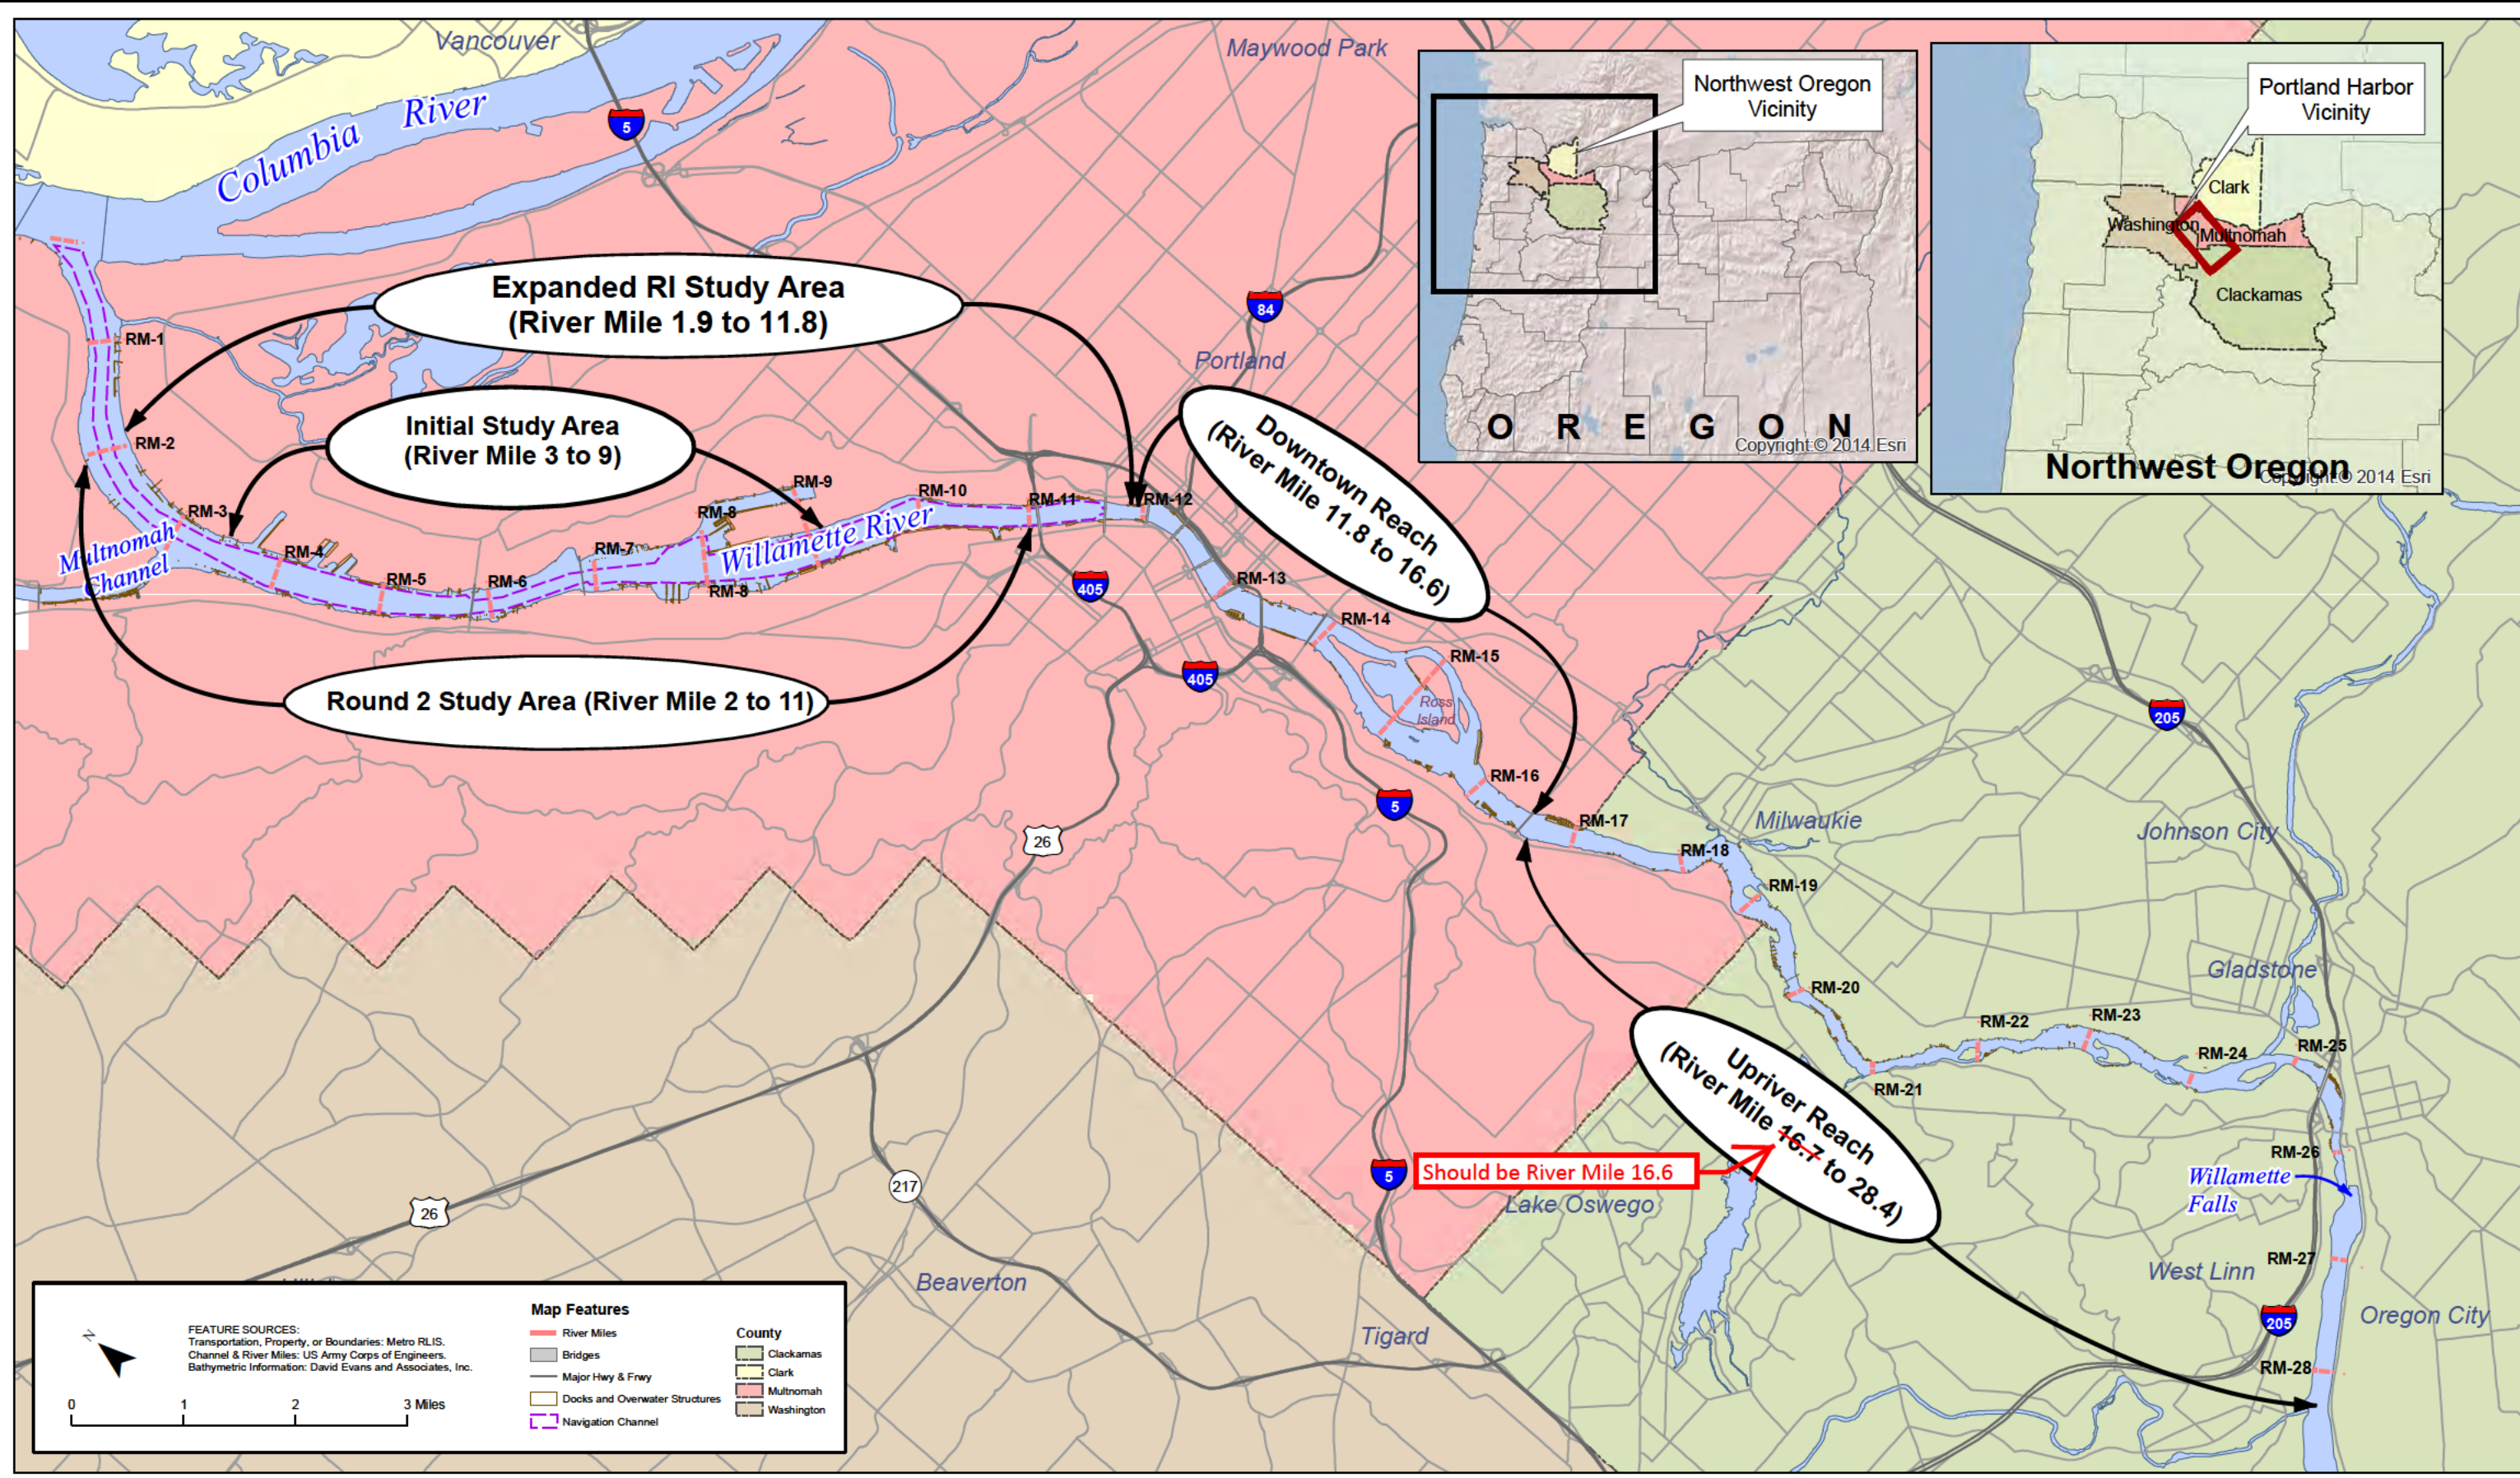 Vancouver
Maywood Park
Columbia River
5
Northwest Oregon
Vicinity
O R E G O N
Copyright:© 2014 Esri
Portland Harbor
Vicinity
Clark
Washington
Multnomah
Clackamas
Northwest Oregon
Copyright:© 2014 Esri
Expanded RI Study Area
(River Mile 1.9 to 11.8)
84
Portland
RM-1
Initial Study Area
(River Mile 3 to 9)
Downtown Reach
(River Mile 11.8 to 16.6)
RM-2
RM-3
RM-4
RM-5
RM-6
RM-7
RM-8
RM-8
RM-9
RM-10
RM-11
RM-12
Multnomah
Channel
Willamette River
405
RM-13
RM-14
RM-15
405
Ross
Island
Round 2 Study Area (River Mile 2 to 11)
205
RM-16
5
RM-17
Milwaukie
RM-18
Johnson City
26
RM-19
RM-20
Gladstone
RM-21
RM-22
RM-23
RM-24
RM-25
Upriver Reach
(River Mile 16.7 to 28.4)
Should be River Mile 16.6
5
217
26
Lake Oswego
RM-26
Willamette
Falls
RM-27
West Linn
Oregon City
205
RM-28
Beaverton
Tigard
N
FEATURE SOURCES:
Transportation, Property, or Boundaries: Metro RLIS.
Channel & River Miles: US Army Corps of Engineers.
Bathymetric Information: David Evans and Associates, Inc.
0 1 2 3 Miles
Map Features
River Miles
Bridges
Major Hwy & Frwy
Docks and Overwater Structures
Navigation Channel
County
Clackamas
Clark
Multnomah
Washington